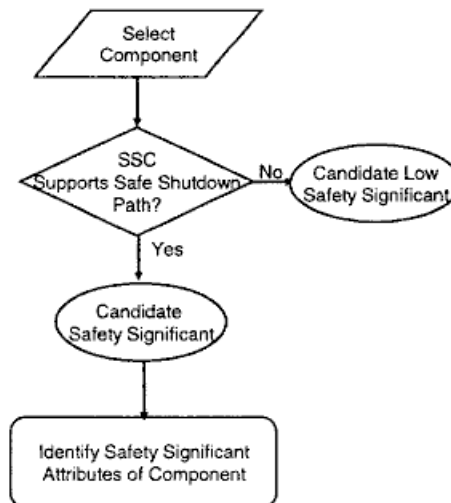 Select
Component
SSC
Supports Safe Shutdown
Path?
No
Candidate Low
Safety Significant
Yes
Candidate
Safety Significant
Identify Safety Significant
Attributes of Component